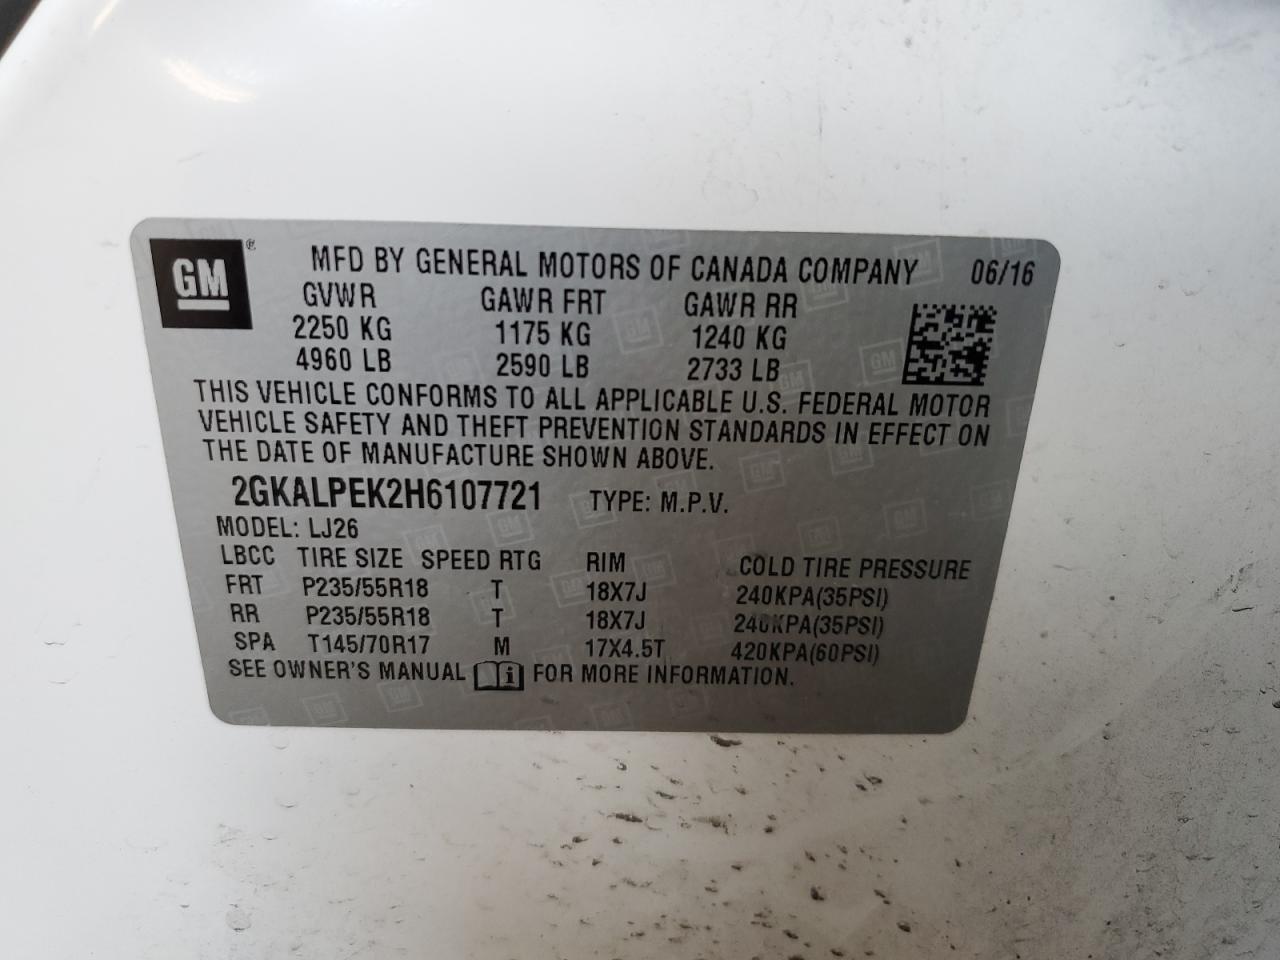 GM ® MFD BY GENERAL MOTORS OF CANADA COMPANY 06/16
GVWR GAWR FRT GAWR RR
2250 KG 1175 KG 1240 KG
4960 LB 2590 LB 2733 LB
THIS VEHICLE CONFORMS TO ALL APPLICABLE U.S. FEDERAL MOTOR
VEHICLE SAFETY AND THEFT PREVENTION STANDARDS IN EFFECT ON
THE DATE OF MANUFACTURE SHOWN ABOVE.
2GKALPEK2H6107721 TYPE: M.P.V.
MODEL: LJ26
LBCC TIRE SIZE SPEED RTG RIM COLD TIRE PRESSURE
FRT P235/55R18 T 18X7J 240KPA(35PSI)
RR P235/55R18 T 18X7J 240KPA(35PSI)
SPA T145/70R17 M 17X4.5T 420KPA(60PSI)
SEE OWNER'S MANUAL i FOR MORE INFORMATION.